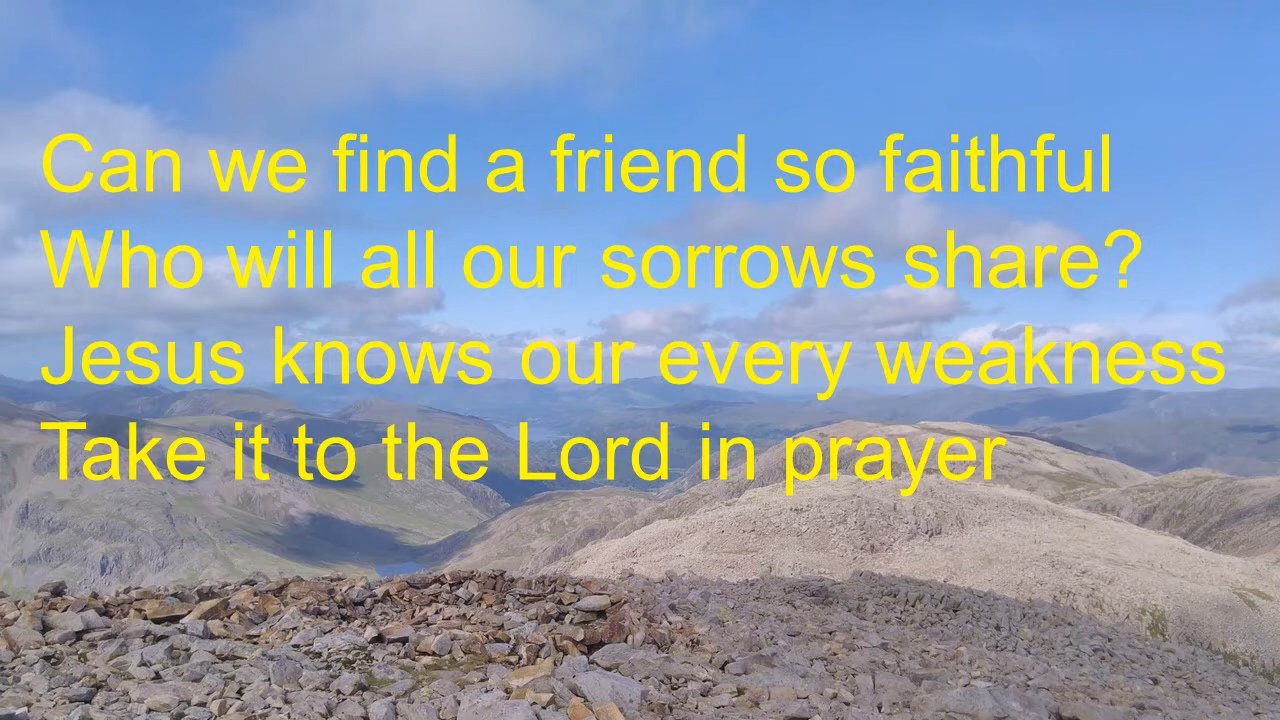 Can we find a friend so faithful
Who will all our sorrows share?
Jesus knows our every weakness
Take it to the Lord in prayer